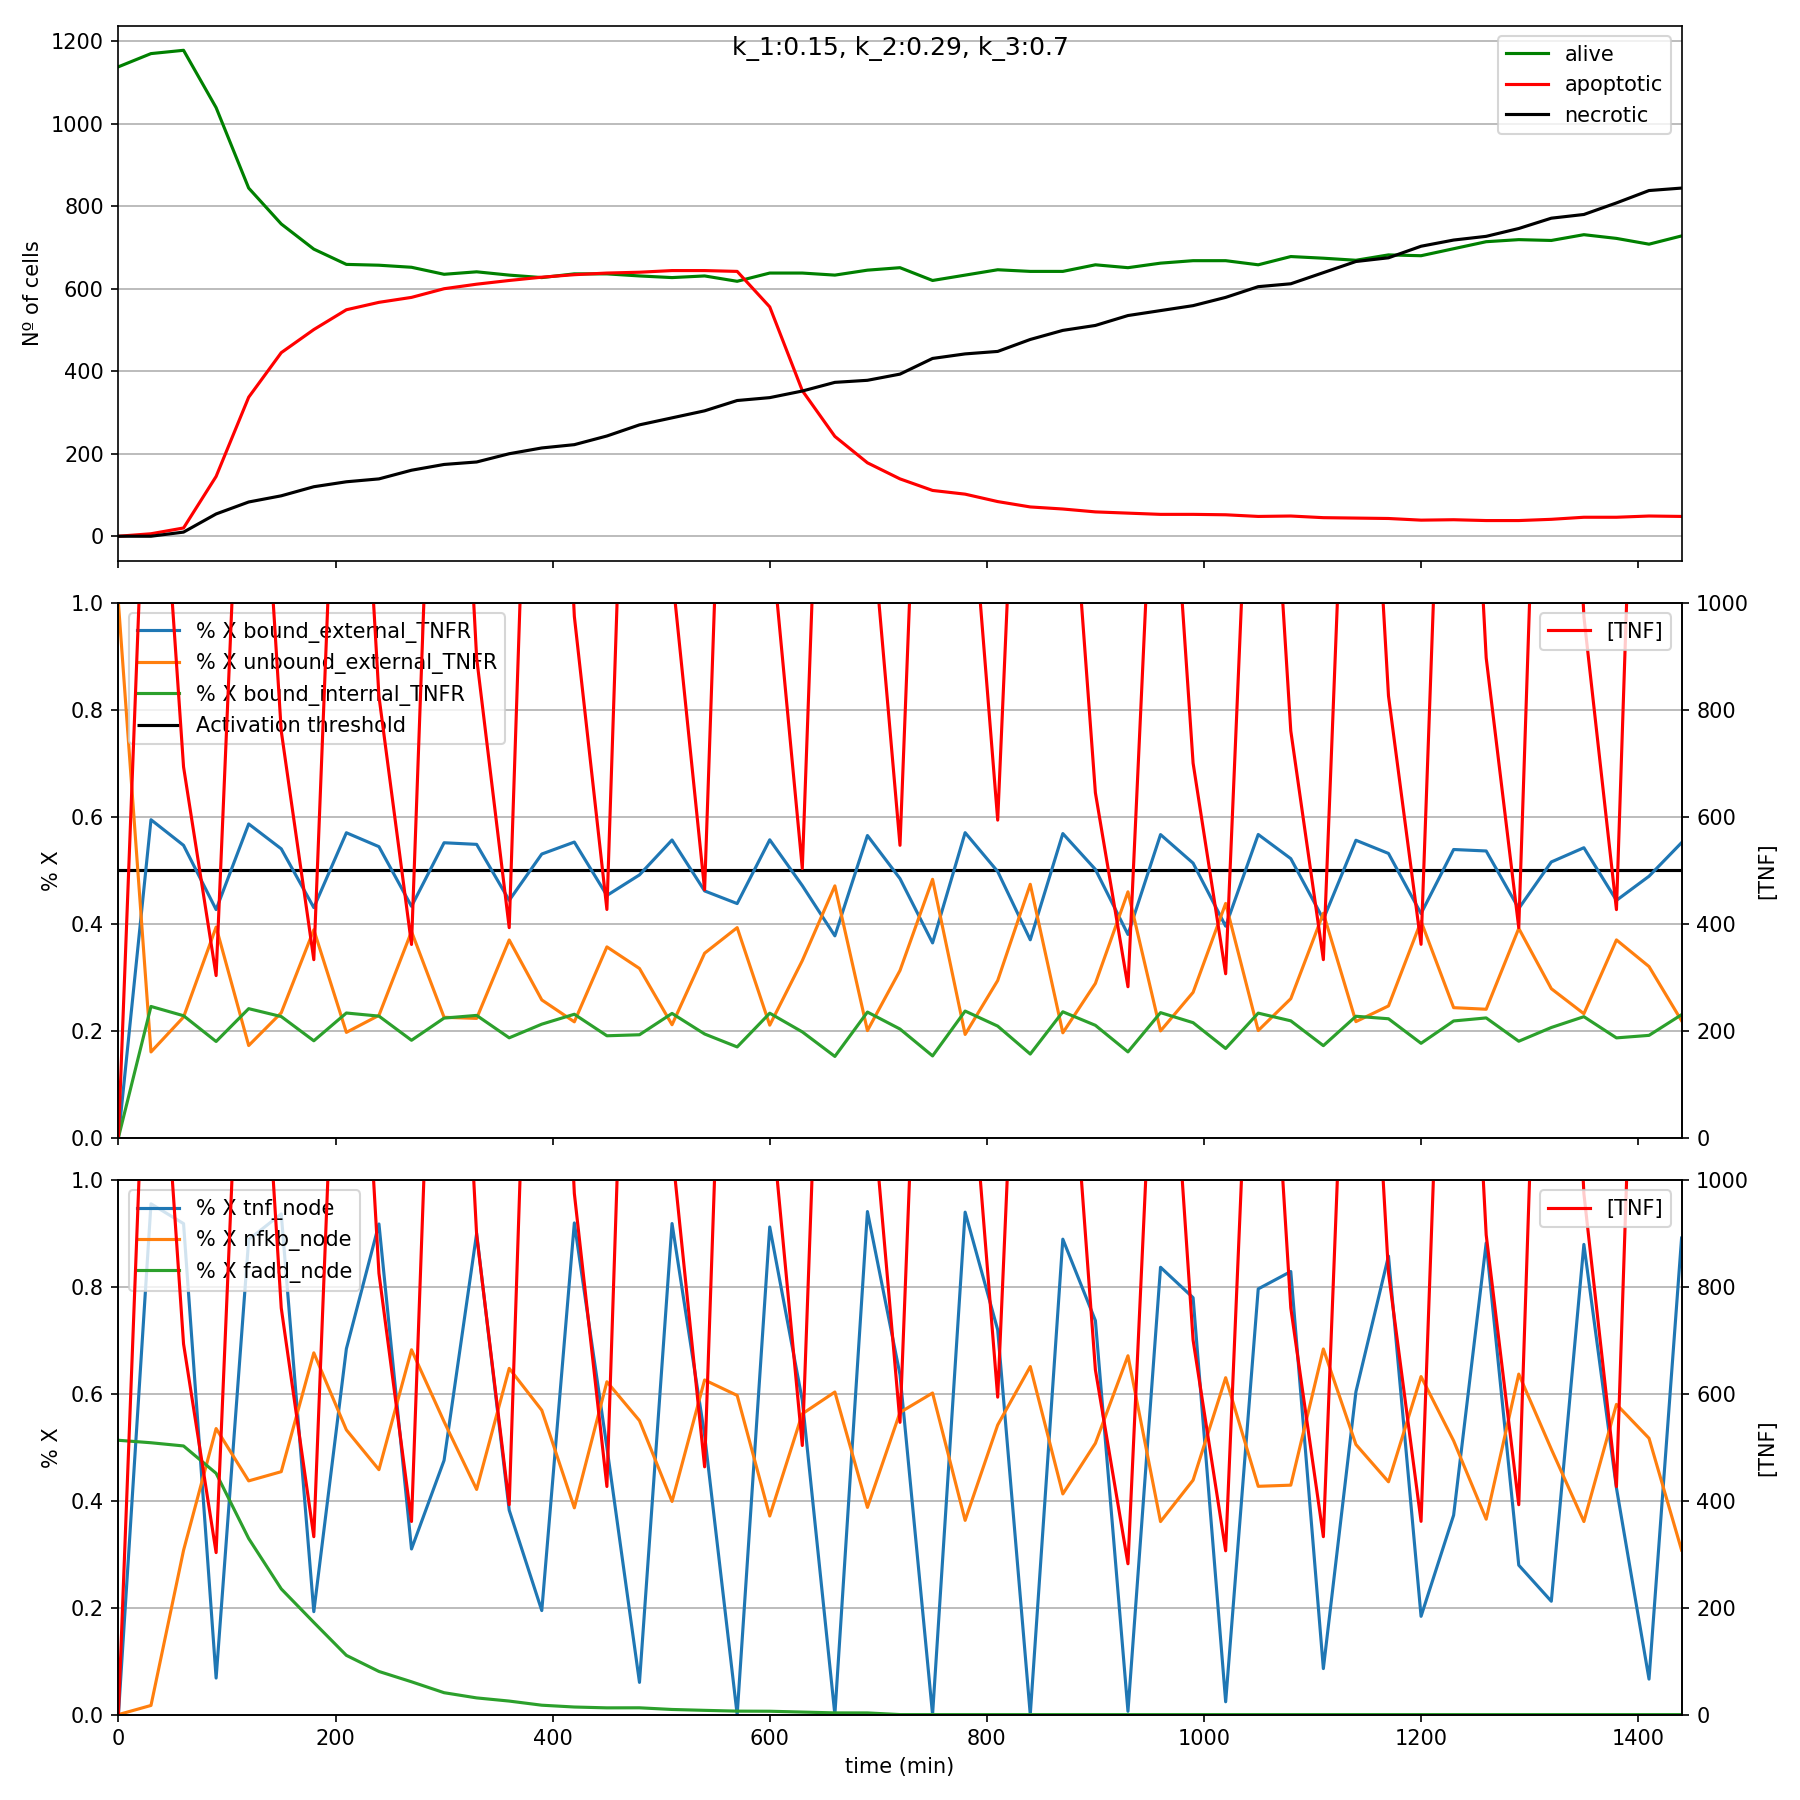 k_1:0.15, k_2:0.29, k_3:0.7
1200
1000
800
600
400
200
0
Nº of cells
alive
apoptotic
necrotic
1.0
0.8
0.6
0.4
0.2
0.0
% X
% X bound_external_TNFR
% X unbound_external_TNFR
% X bound_internal_TNFR
Activation threshold
[TNF]
1000
800
600
400
200
0
[TNF]
1.0
0.8
0.6
0.4
0.2
0.0
% X
% X tnf_node
% X nfkb_node
% X fadd_node
[TNF]
1000
800
600
400
200
0
[TNF]
0 200 400 600 800 1000 1200 1400
time (min)